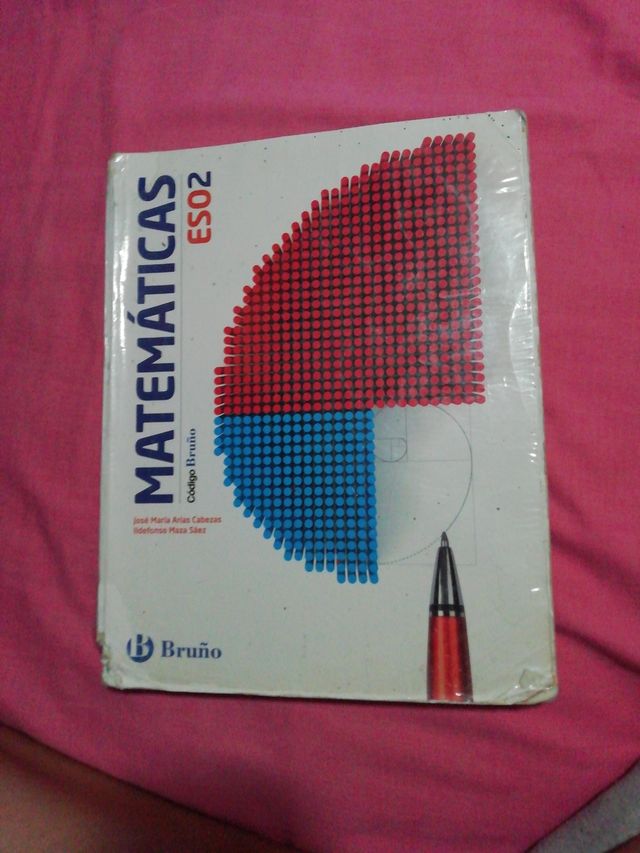 MATEMÁTICAS
ESO2
Código Bruño
José María Arias Cabezas
Ildefonso Maza Sáez
Bruño